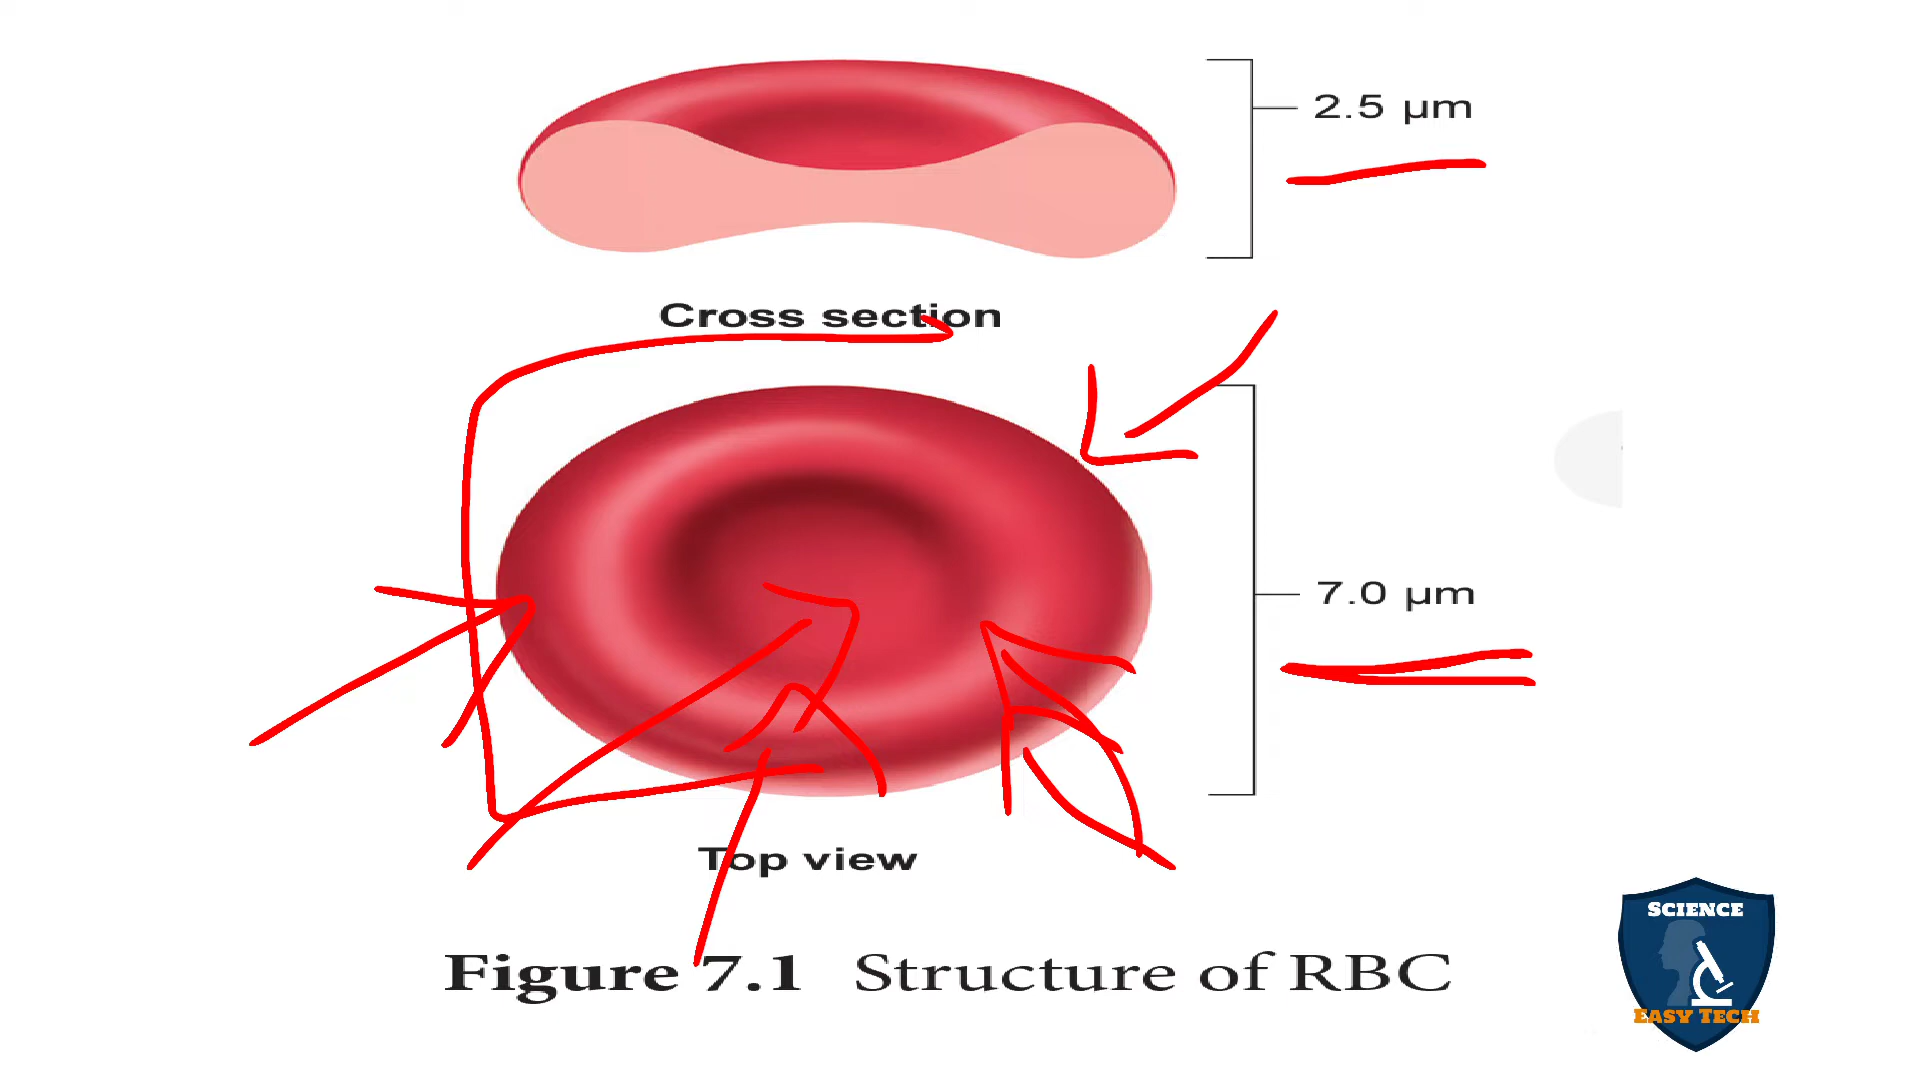 2.5 µm
Cross section
7.0 µm
Top view
Figure 7.1 Structure of RBC
SCIENCE
EASY TECH